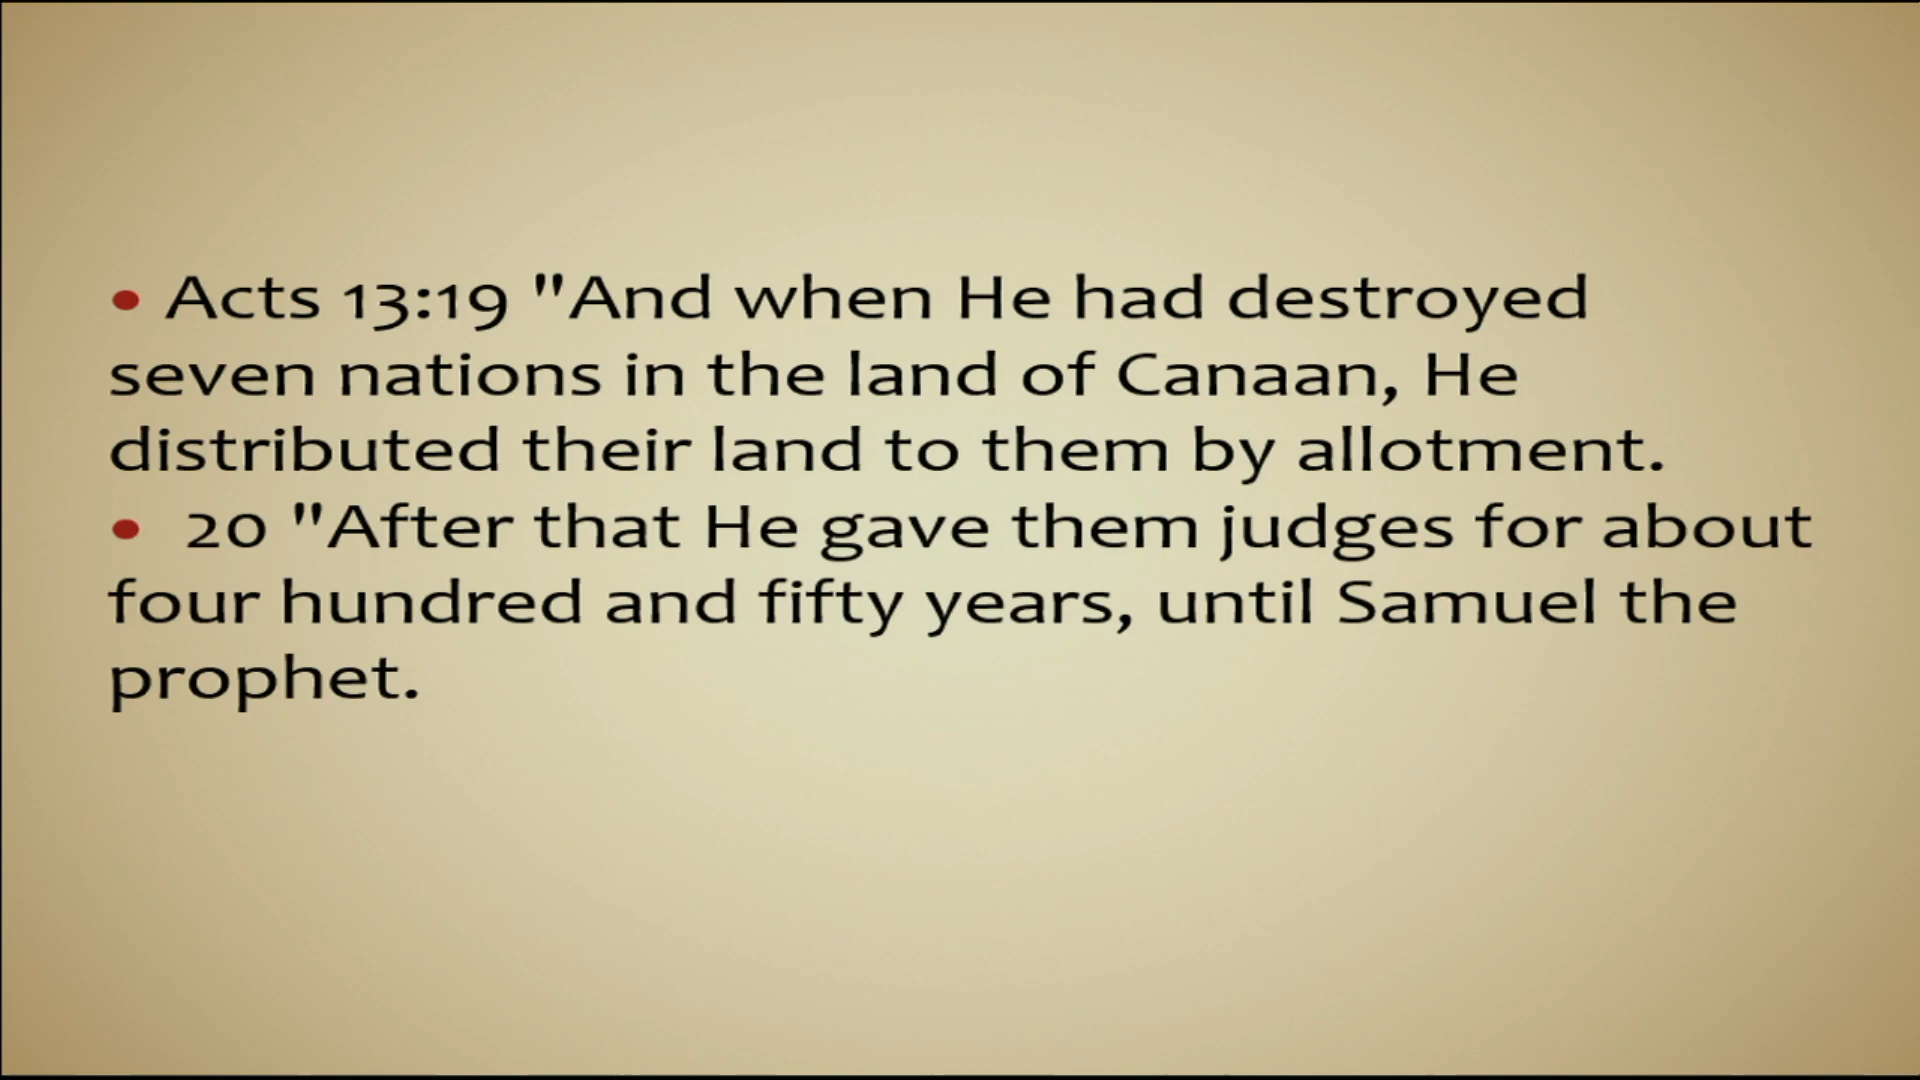 • Acts 13:19 "And when He had destroyed
seven nations in the land of Canaan, He
distributed their land to them by allotment.
• 20 "After that He gave them judges for about
four hundred and fifty years, until Samuel the
prophet.